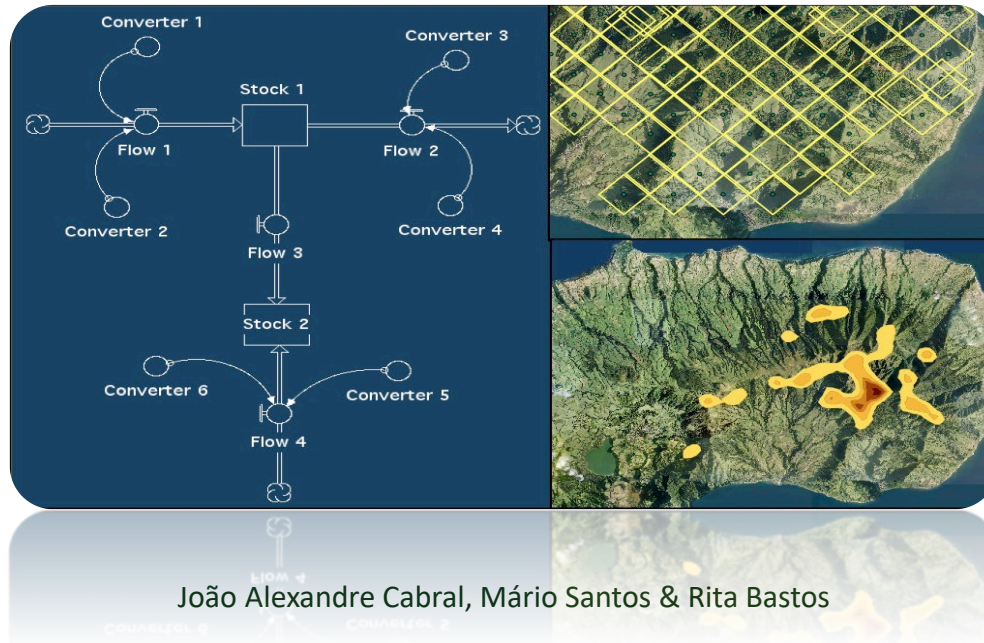 Converter 1
Converter 3
Stock 1
Flow 1
Flow 2
Converter 2
Converter 4
Flow 3
Stock 2
Converter 6
Converter 5
Flow 4
João Alexandre Cabral, Mário Santos & Rita Bastos